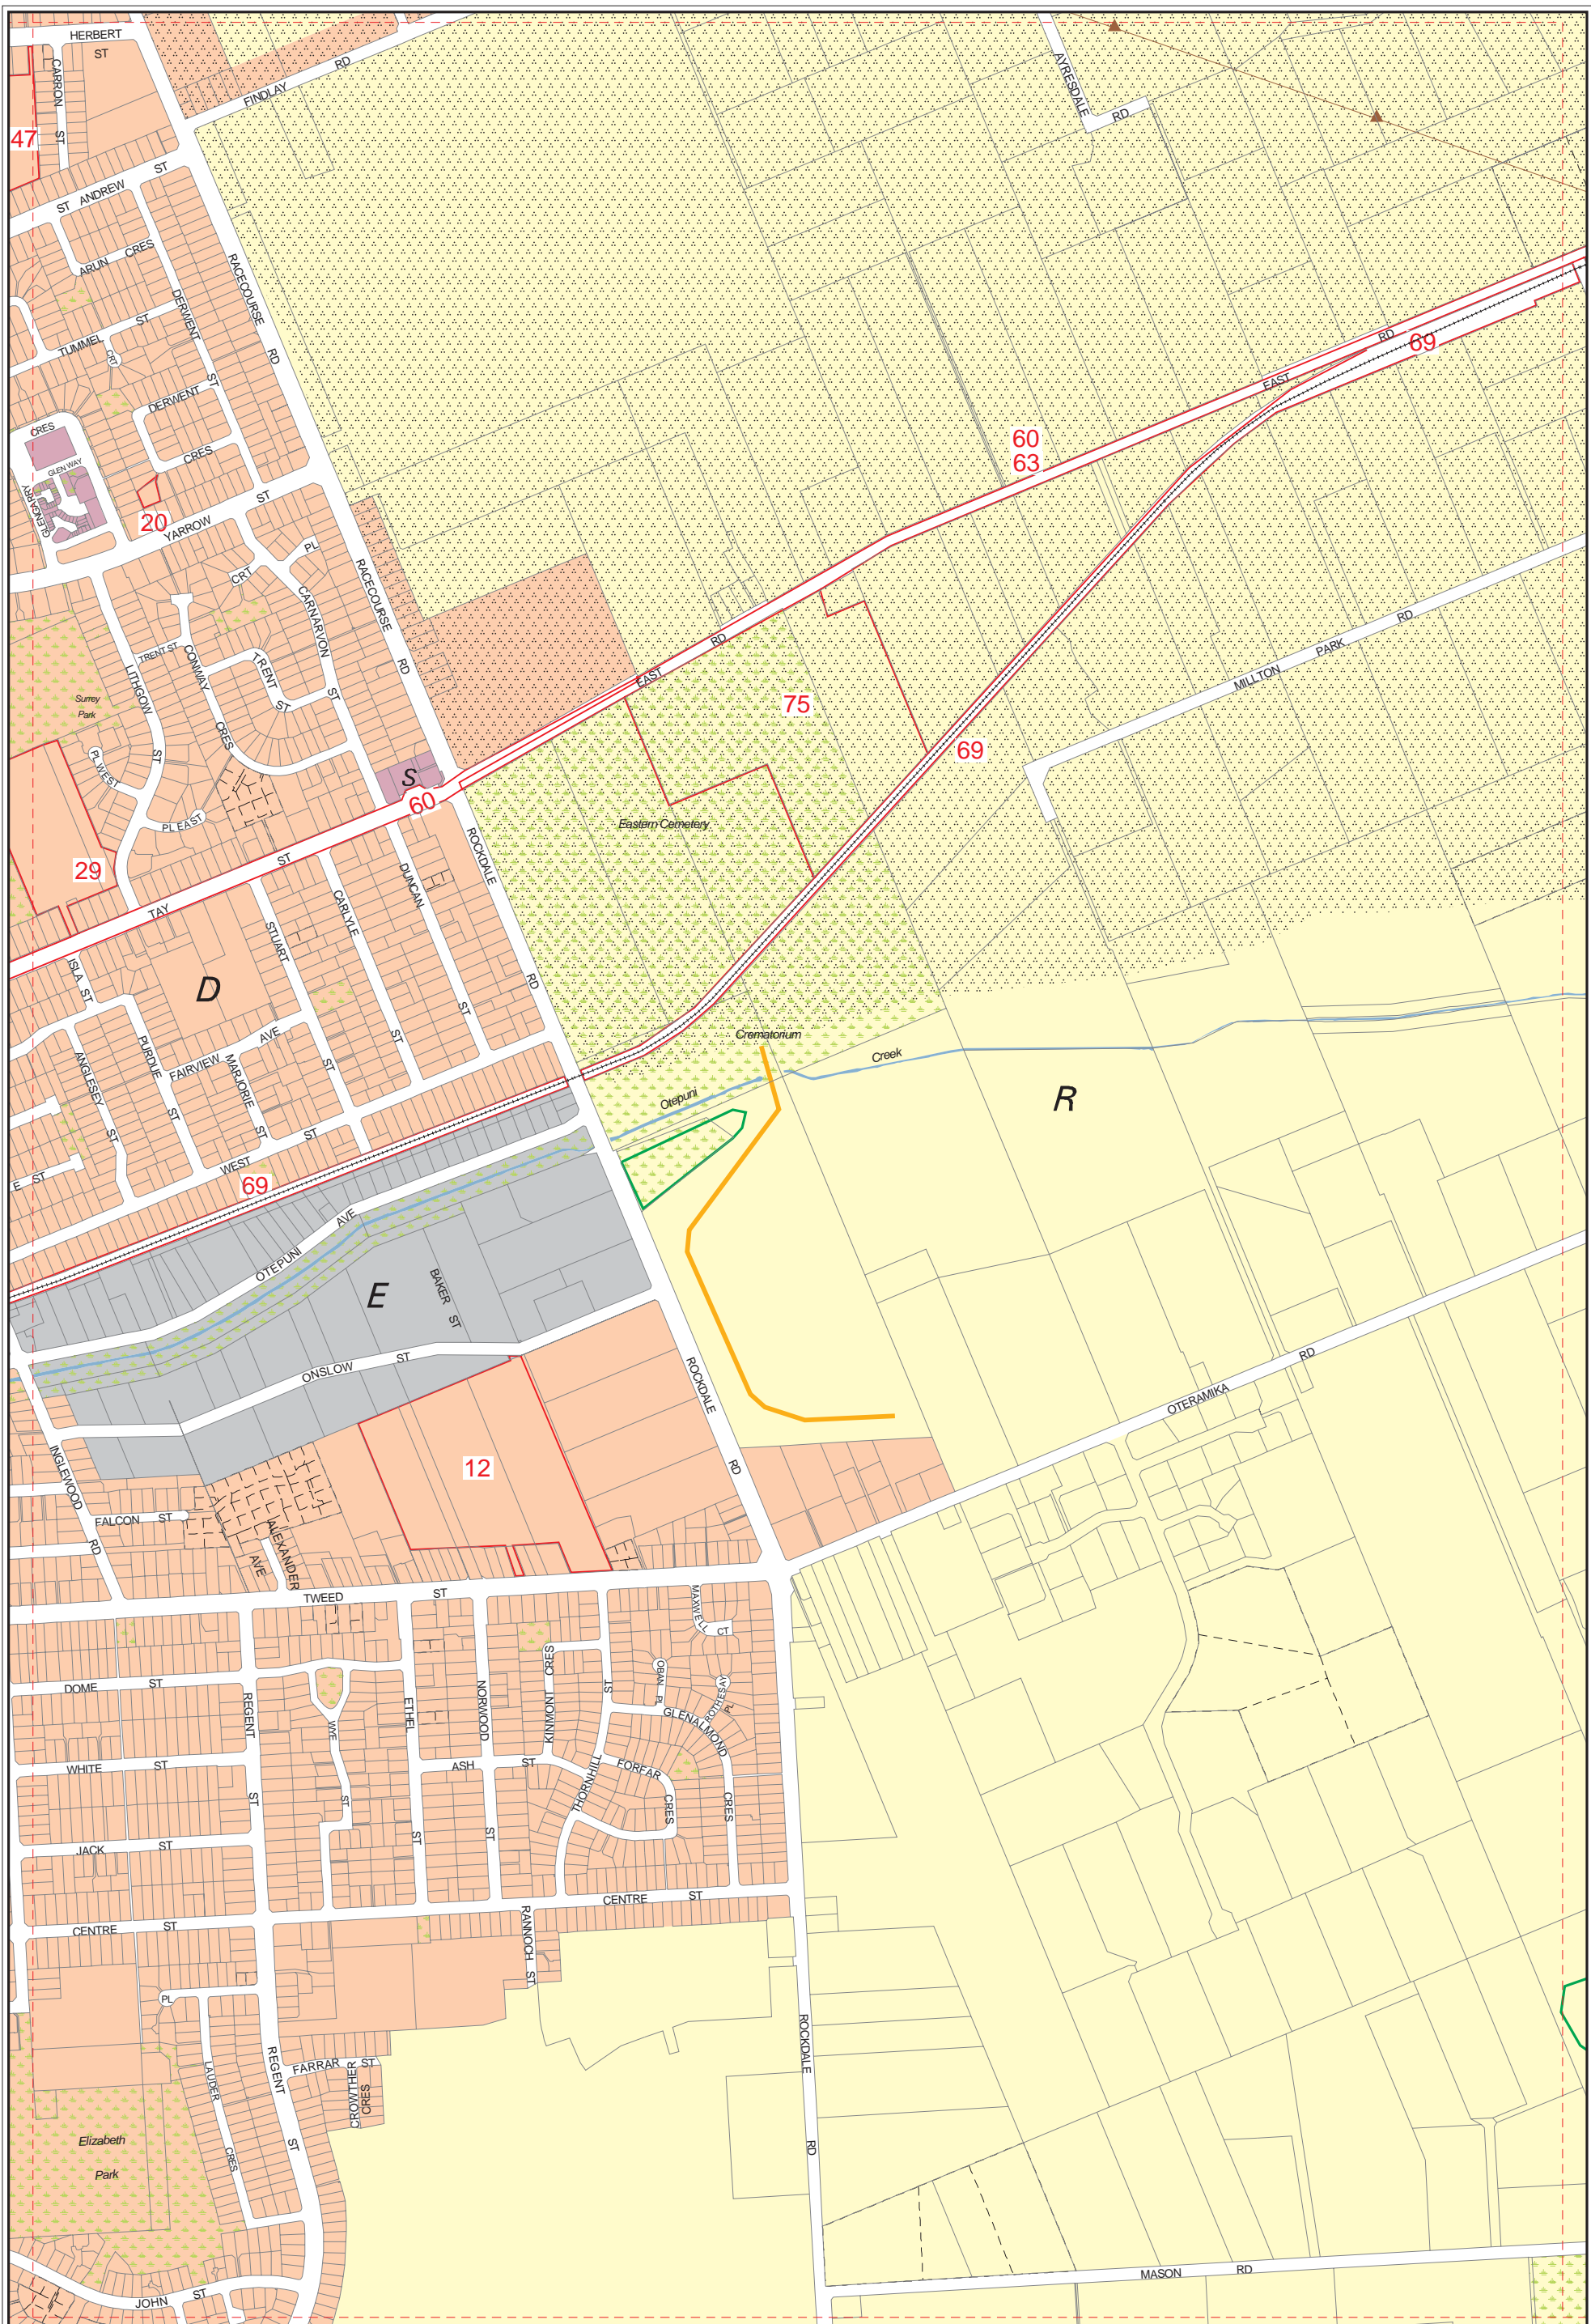 HERBERT
ST
CARRON
ST
FINDLAY
RD
AYRESDALE
RD
47
ST
ANDREW
ST
ARUN
CRES
RACECOURSE
RD
DERWENT
ST
TUMMEL
ST
CRT
DERWENT
CRES
EAST
RD
69
CRES
GLEN WAY
GLENGARRY
20
YARROW
ST
60
63
PL
CRT
CARNARVON
ST
RACECOURSE
RD
TRENT ST
CONWAY
CRES
TRENT
ST
LITHGOW
ST
Surrey
Park
EAST
RD
MILLTON
PARK
RD
75
69
PL WEST
PL EAST
S
60
Eastern Cemetery
29
TAY
ST
ROCKDALE
RD
DUNCAN
ST
CARLYLE
ST
STUART
ST
D
ISLA
ST
PURDUE
ST
FAIRVIEW
AVE
MARJORIE
ST
ANGLESEY
ST
Crematorium
Otepuni
Creek
R
E
ST
WEST
ST
69
OTEPUNI
AVE
E
BAKER
ST
ONSLOW
ST
ROCKDALE
RD
OTERAMIKA
RD
INGLEWOOD
RD
12
FALCON
ST
ALEXANDER
AVE
TWEED
ST
MAXWELL
CT
DOME
ST
REGENT
ST
WYE
ST
ETHEL
ST
NORWOOD
ST
KINMONT
CRES
OBAN
PL
ROTHESAY
PL
GLENALMOND
CRES
THORNHILL
ST
FORFAR
CRES
WHITE
ST
ASH
ST
JACK
ST
CENTRE
ST
CENTRE
ST
RANNOCH
ST
PL
LAUDER
CRES
REGENT
ST
FARRAR
ST
CROWTHER
CRES
ROCKDALE
RD
Elizabeth
Park
JOHN
ST
MASON
RD